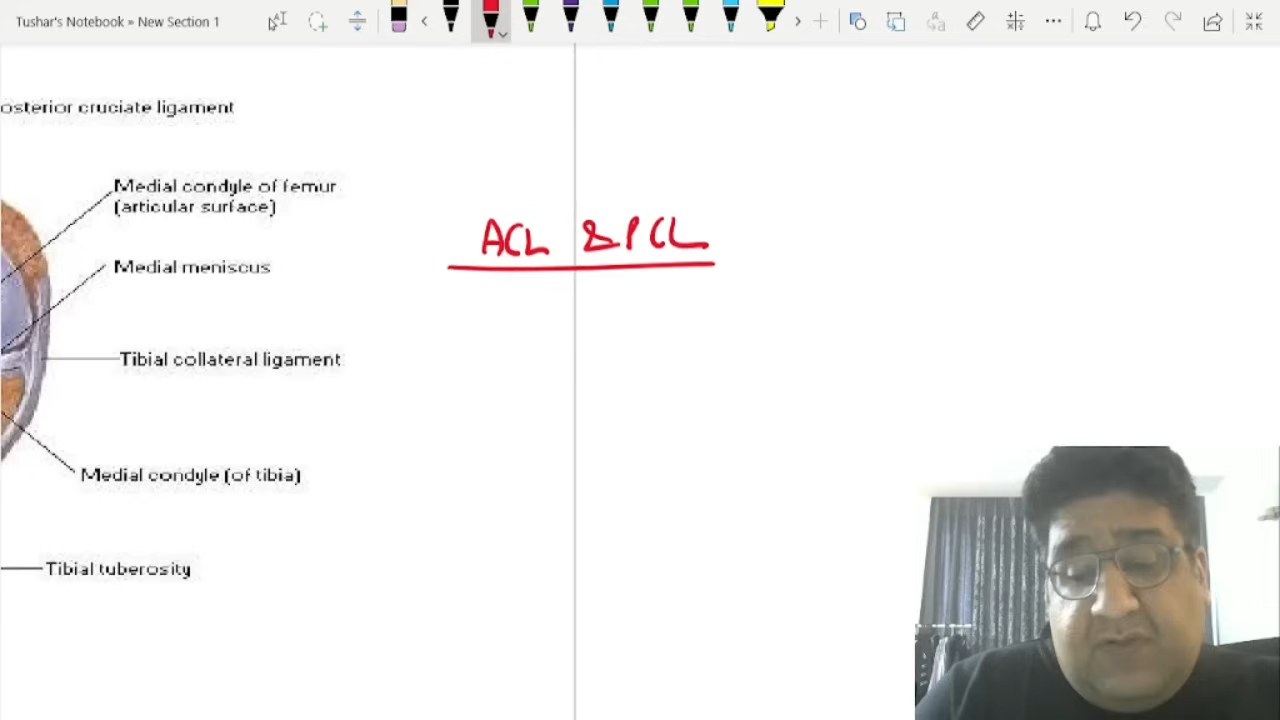 Tushar's Notebook » New Section 1
osterior cruciate ligament
Medial condyle of femur
(articular surface)
ACL & PCL
Medial meniscus
Tibial collateral ligament
Medial condyle (of tibia)
Tibial tuberosity